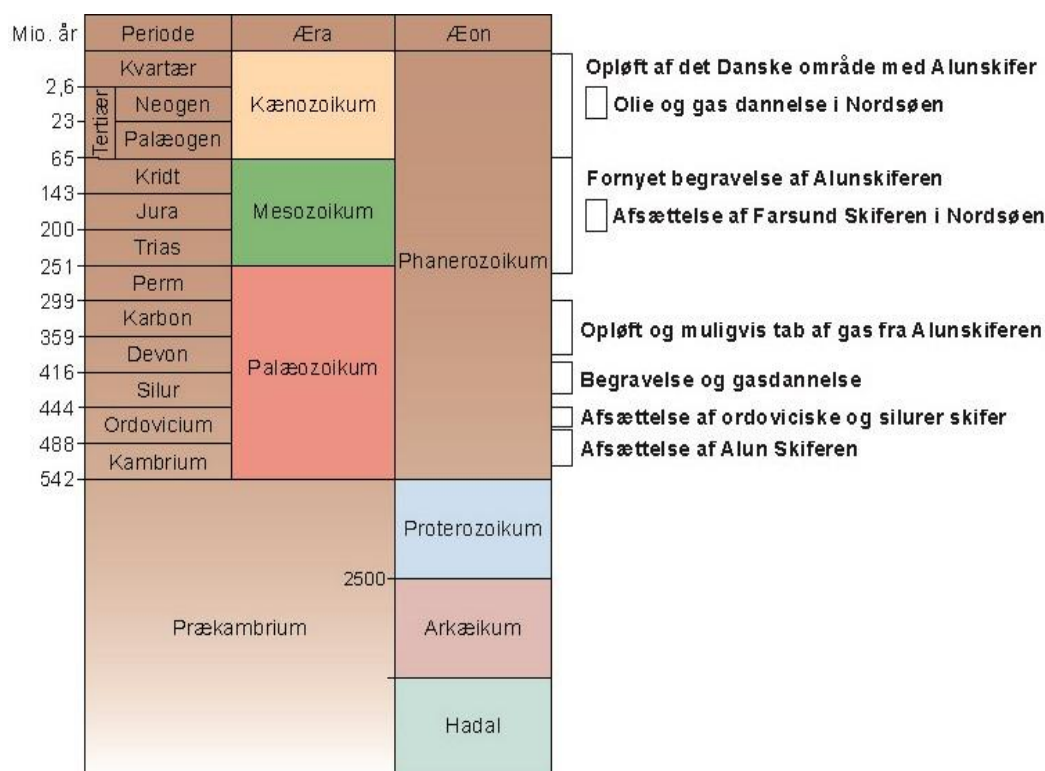 Mio. år Periode Æra Æon
Kvartær
Opløft af det Danske område med Alunskifer
2,6
Tertiær
Neogen
Kænozoikum
Olie og gas dannelse i Nordsøen
23
Palæogen
65
Kridt
Fornyet begravelse af Alunskiferen
143
Jura
Mesozoikum
Afsættelse af Farsund Skiferen i Nordsøen
200
Trias
Phanerozoikum
251
Perm
299
Karbon
Opløft og muligvis tab af gas fra Alunskiferen
359
Devon
Palæozoikum
416
Begravelse og gasdannelse
Silur
444
Ordovicium
Afsættelse af ordoviciske og silurer skifer
488
Afsættelse af Alun Skiferen
Kambrium
542
Proterozoikum
2500
Prækambrium
Arkæikum
Hadal